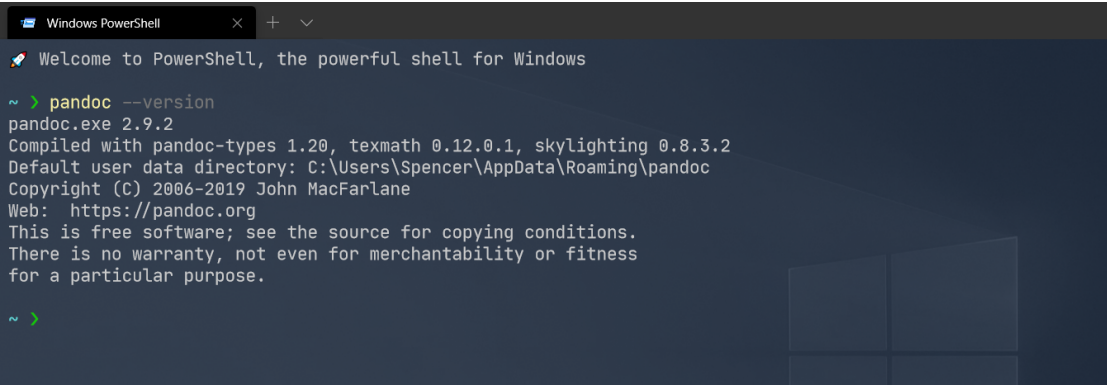 Windows PowerShell
🚀 Welcome to PowerShell, the powerful shell for Windows
~ ❯ pandoc --version
pandoc.exe 2.9.2
Compiled with pandoc-types 1.20, texmath 0.12.0.1, skylighting 0.8.3.2
Default user data directory: C:\Users\Spencer\AppData\Roaming\pandoc
Copyright (C) 2006-2019 John MacFarlane
Web:  https://pandoc.org
This is free software; see the source for copying conditions.
There is no warranty, not even for merchantability or fitness
for a particular purpose.
~ ❯